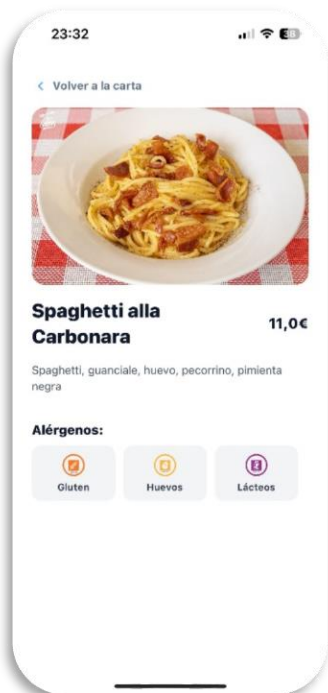 23:32
Volver a la carta
Spaghetti alla
Carbonara
11,0€
Spaghetti, guanciale, huevo, pecorrino, pimienta
negra
Alérgenos:
Gluten
Huevos
Lácteos